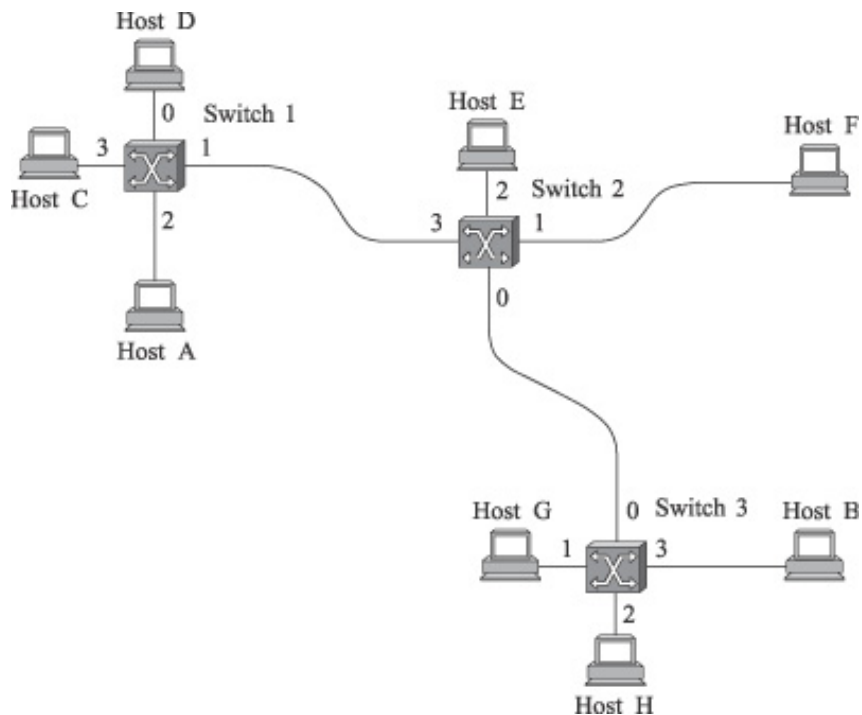 Host D
0
Switch 1
3
1
Host C
2
Host A
Host E
2
Switch 2
3
1
0
Host F
0
Switch 3
Host G
1
3
Host B
2
Host H